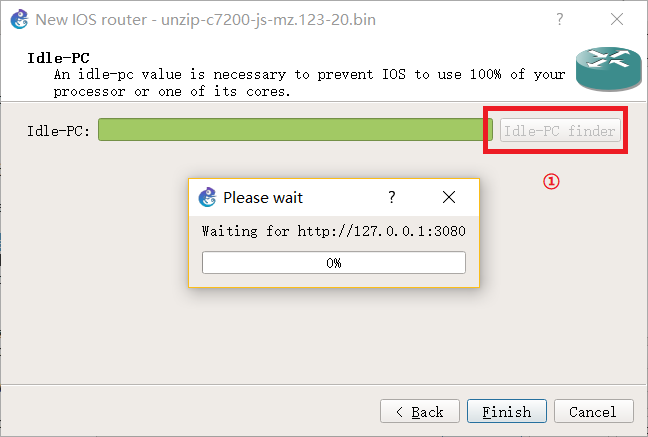 New IOS router - unzip-c7200-js-mz.123-20.bin
Idle-PC
An idle-pc value is necessary to prevent IOS to use 100% of your
processor or one of its cores.
Idle-PC: Idle-PC finder
①
Please wait
Waiting for http://127.0.0.1:3080
0%
< Back Finish Cancel